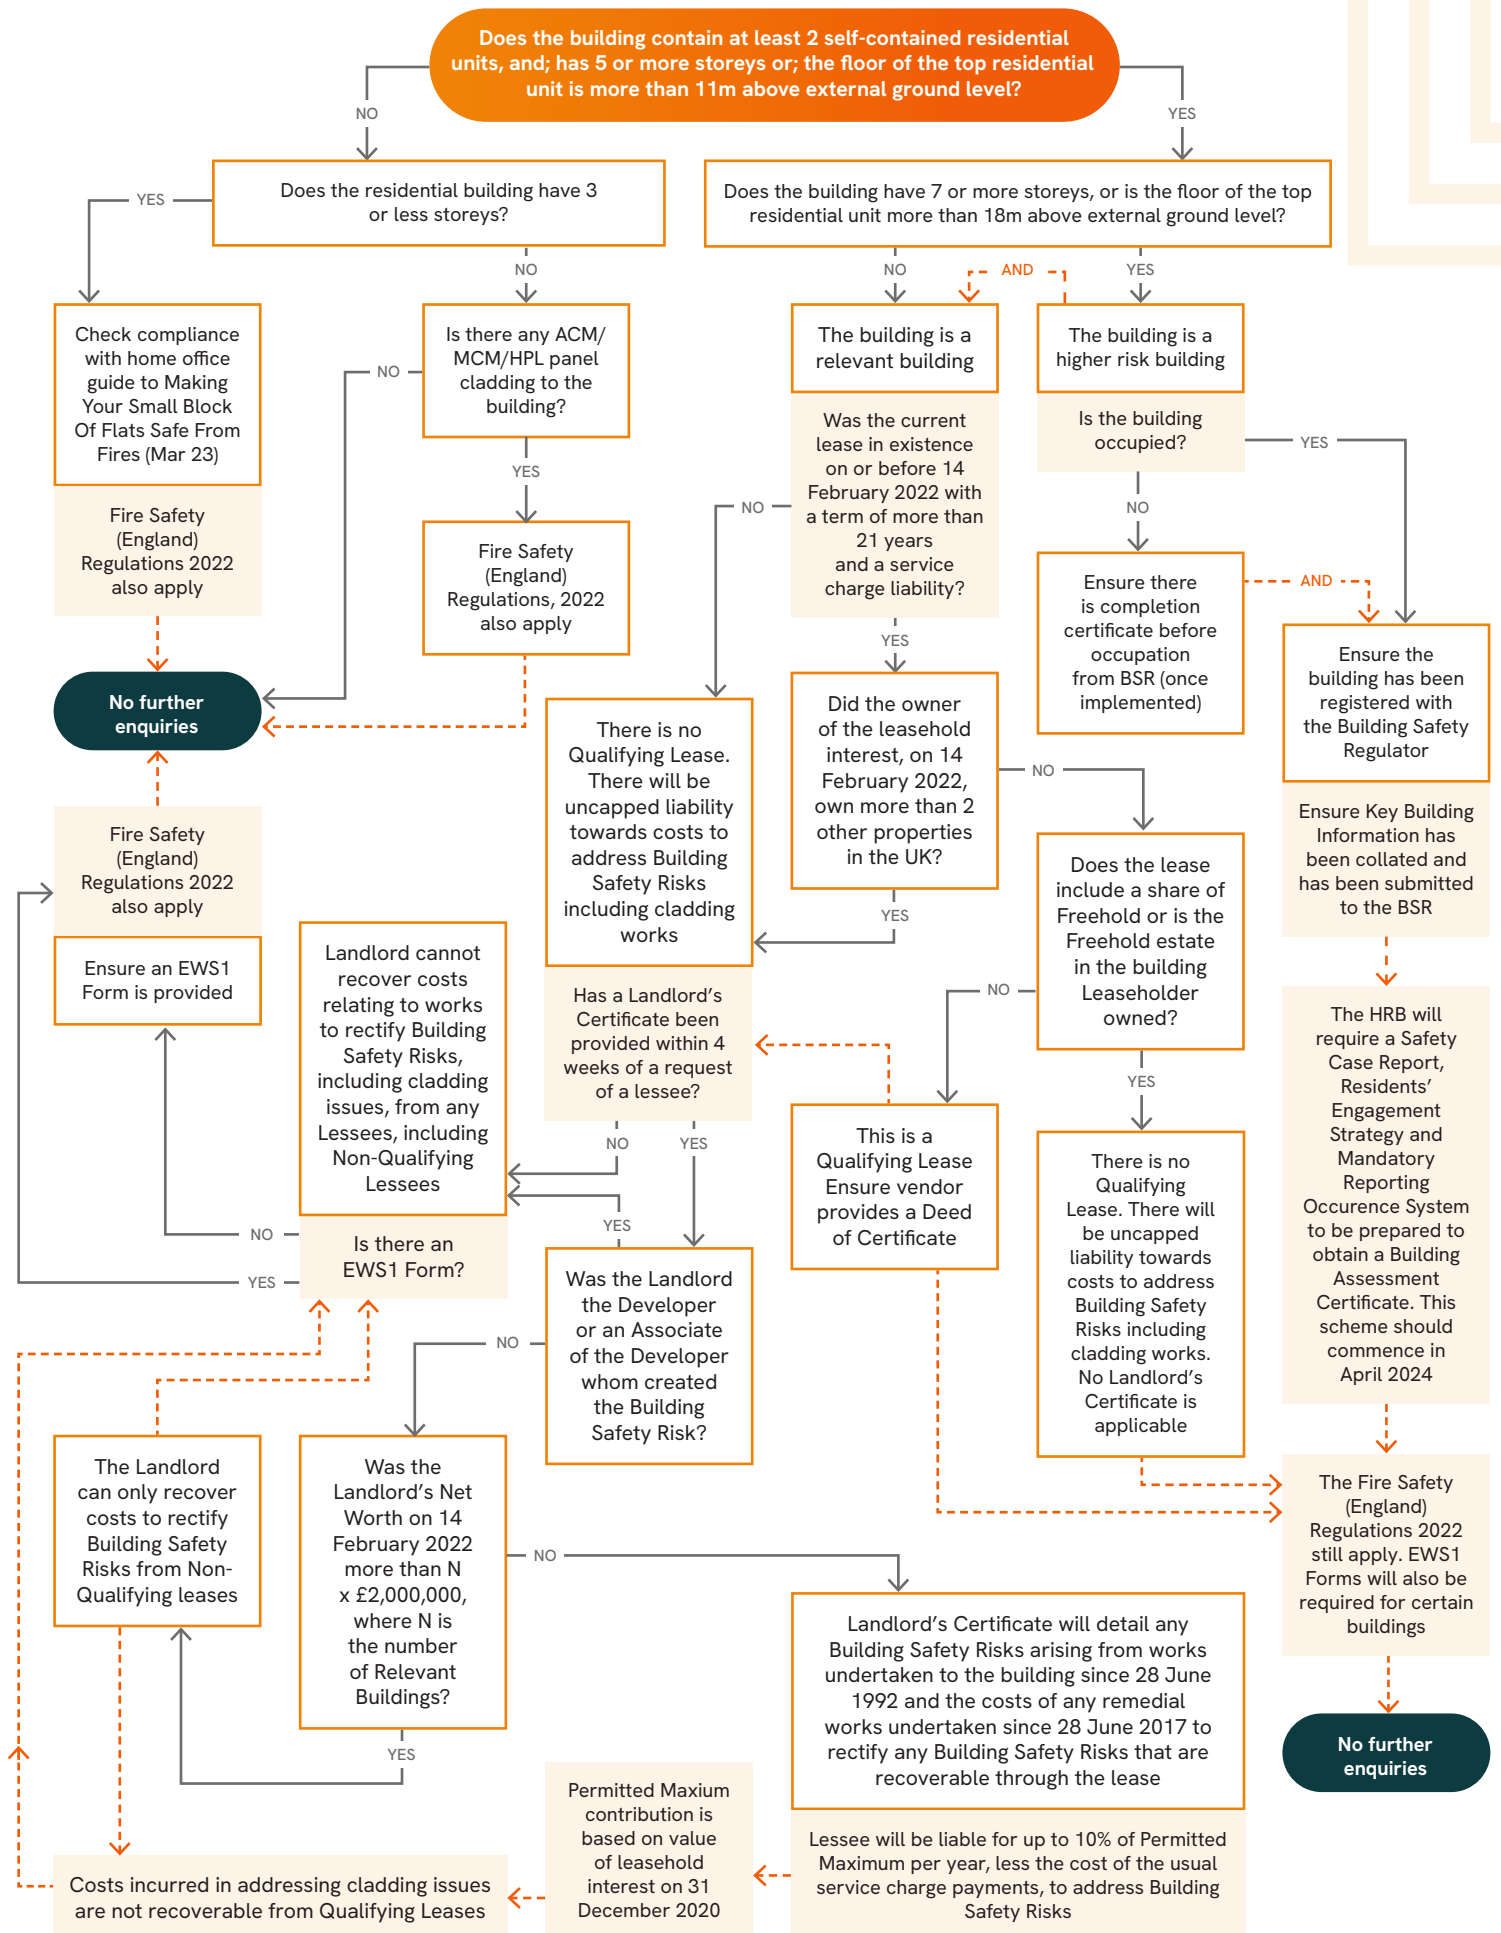 Does the building contain at least 2 self-contained residential
units, and; has 5 or more storeys or; the floor of the top residential
unit is more than 11m above external ground level?
NO
YES
Does the residential building have 3
or less storeys?
Does the building have 7 or more storeys, or is the floor of the top
residential unit more than 18m above external ground level?
YES
NO
NO
AND
YES
Check compliance
with home office
guide to Making
Your Small Block
Of Flats Safe From
Fires (Mar 23)
Fire Safety
(England)
Regulations 2022
also apply
Is there any ACM/
MCM/HPL panel
cladding to the
building?
NO
YES
Fire Safety
(England)
Regulations, 2022
also apply
No further
enquiries
The building is a
relevant building
Was the current
lease in existence
on or before 14
February 2022 with
a term of more than
21 years
and a service
charge liability?
NO
YES
The building is a
higher risk building
Is the building
occupied?
YES
NO
Ensure there
is completion
certificate before
occupation
from BSR (once
implemented)
AND
Ensure the
building has been
registered with
the Building Safety
Regulator
Ensure Key Building
Information has
been collated and
has been submitted
to the BSR
The HRB will
require a Safety
Case Report,
Residents’
Engagement
Strategy and
Mandatory
Reporting
Occurence System
to be prepared to
obtain a Building
Assessment
Certificate. This
scheme should
commence in
April 2024
The Fire Safety
(England)
Regulations 2022
still apply. EWS1
Forms will also be
required for certain
buildings
No further
enquiries
Did the owner
of the leasehold
interest, on 14
February 2022,
own more than 2
other properties
in the UK?
NO
YES
Does the lease
include a share of
Freehold or is the
Freehold estate
in the building
Leaseholder
owned?
NO
YES
There is no
Qualifying
Lease. There will
be uncapped
liability towards
costs to address
Building Safety
Risks including
cladding works.
No Landlord’s
Certificate is
applicable
This is a
Qualifying Lease
Ensure vendor
provides a Deed
of Certificate
There is no
Qualifying Lease.
There will be
uncapped liability
towards costs to
address Building
Safety Risks
including cladding
works
Has a Landlord’s
Certificate been
provided within 4
weeks of a request
of a lessee?
NO
YES
YES
Was the Landlord
the Developer
or an Associate
of the Developer
whom created
the Building
Safety Risk?
NO
Fire Safety
(England)
Regulations 2022
also apply
Ensure an EWS1
Form is provided
Landlord cannot
recover costs
relating to works
to rectify Building
Safety Risks,
including cladding
issues, from any
Lessees, including
Non-Qualifying
Lessees
Is there an
EWS1 Form?
NO
YES
The Landlord
can only recover
costs to rectify
Building Safety
Risks from Non-
Qualifying leases
Was the
Landlord’s Net
Worth on 14
February 2022
more than N
x £2,000,000,
where N is
the number
of Relevant
Buildings?
NO
YES
Landlord’s Certificate will detail any
Building Safety Risks arising from works
undertaken to the building since 28 June
1992 and the costs of any remedial
works undertaken since 28 June 2017 to
rectify any Building Safety Risks that are
recoverable through the lease
Lessee will be liable for up to 10% of Permitted
Maximum per year, less the cost of the usual
service charge payments, to address Building
Safety Risks
Permitted Maxium
contribution is
based on value
of leasehold
interest on 31
December 2020
Costs incurred in addressing cladding issues
are not recoverable from Qualifying Leases